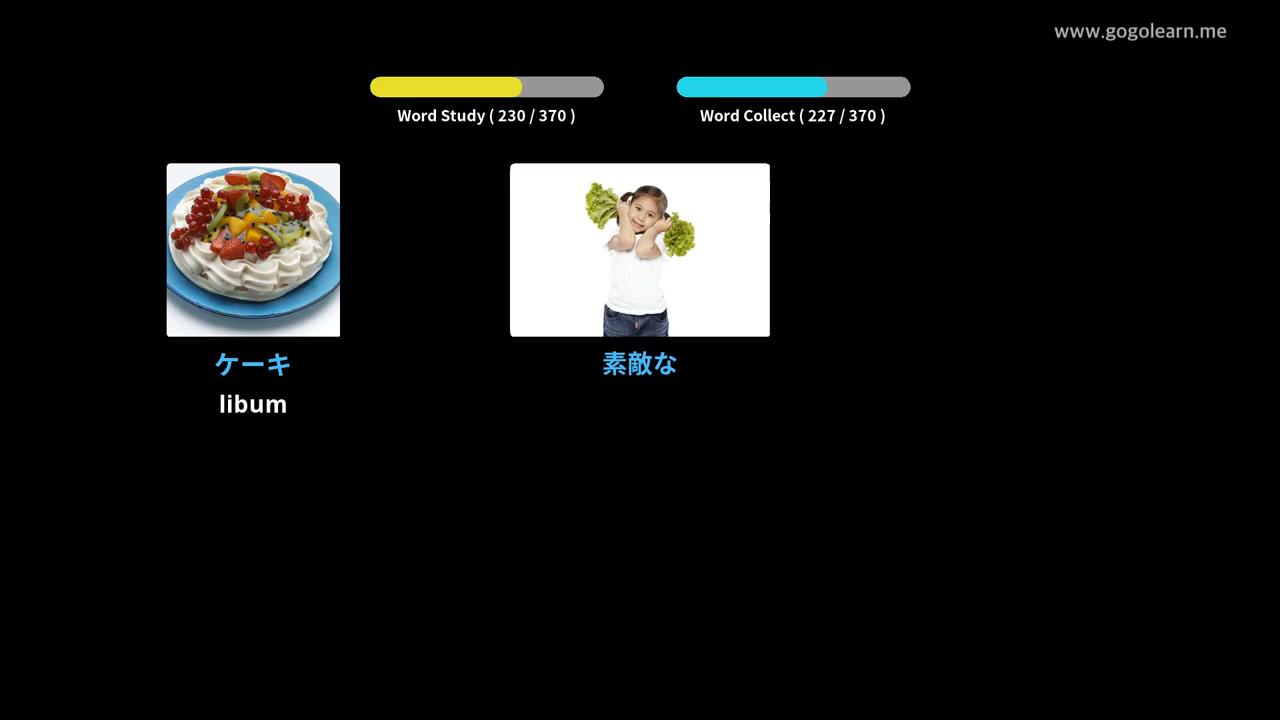 www.gogolearn.me
Word Study ( 230 / 370 )
Word Collect ( 227 / 370 )
ケーキ
libum
素敵な